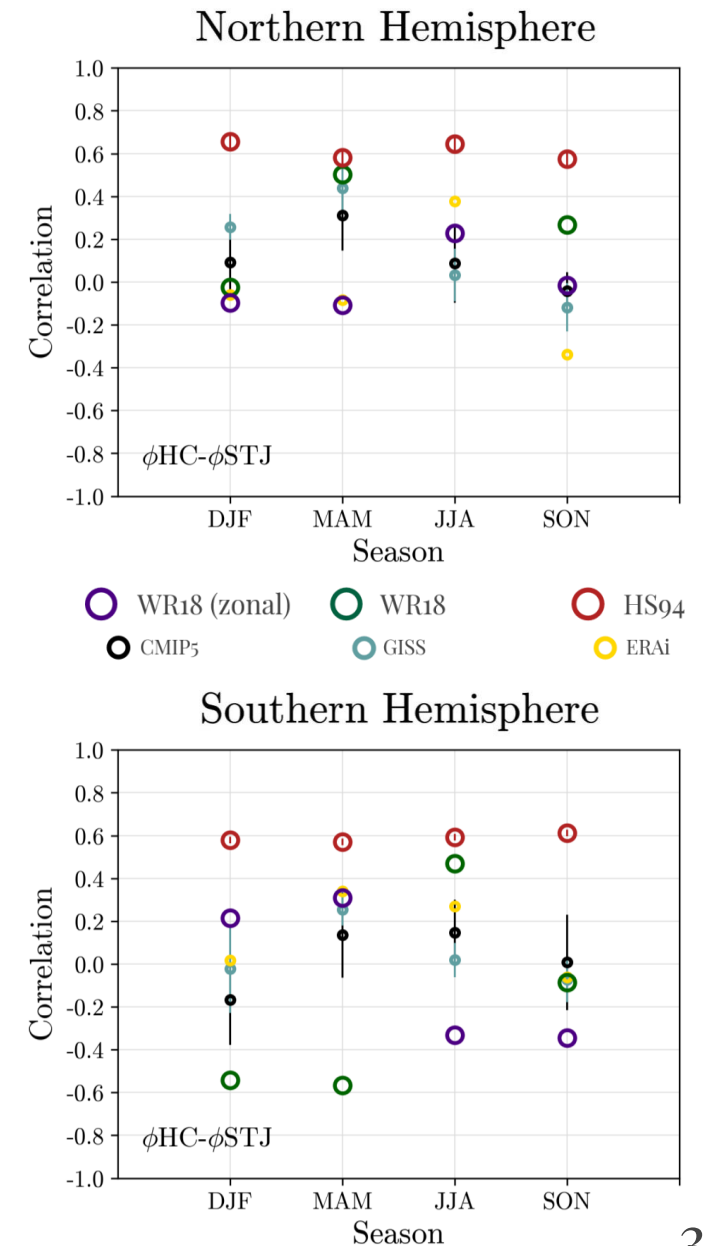 Northern Hemisphere
1.0
0.8
0.6
0.4
0.2
0.0
-0.2
-0.4
-0.6
-0.8
-1.0
Correlation
ϕHC-ϕSTJ
DJF MAM JJA SON
Season
WR18 (zonal) WR18 HS94
CMIP5 GISS ERAi
Southern Hemisphere
1.0
0.8
0.6
0.4
0.2
0.0
-0.2
-0.4
-0.6
-0.8
-1.0
Correlation
ϕHC-ϕSTJ
DJF MAM JJA SON
Season